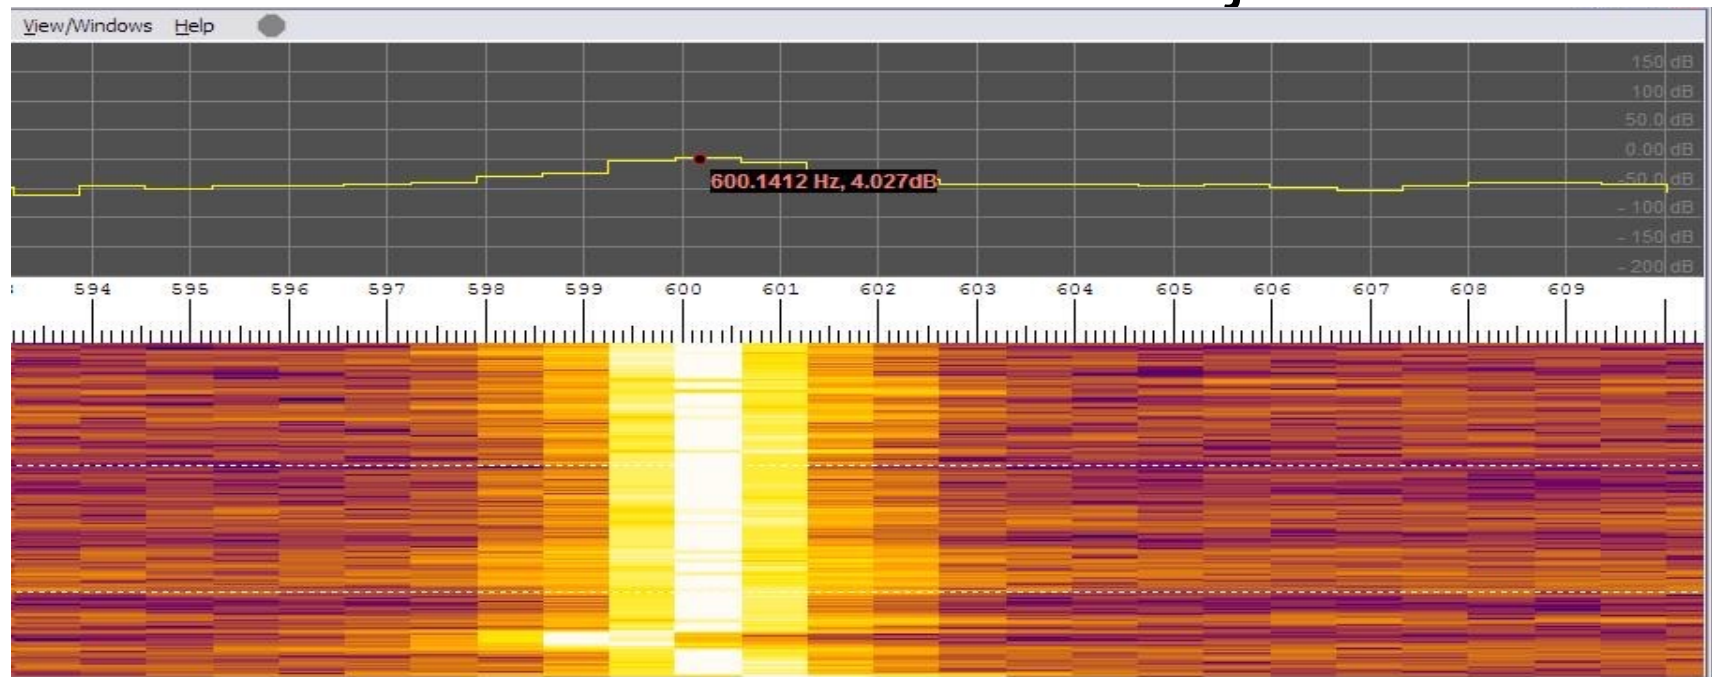 View/Windows Help
150 dB
100 dB
50.0 dB
0.00 dB
600.1412 Hz, 4.027dB
-50.0 dB
- 100 dB
- 150 dB
- 200 dB
594 595 596 597 598 599 600 601 602 603 604 605 606 607 608 609